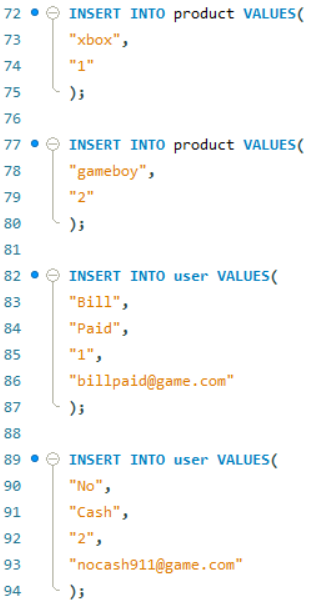 72 INSERT INTO product VALUES(
73 "xbox",
74 "1"
75 );
76
77 INSERT INTO product VALUES(
78 "gameboy",
79 "2"
80 );
81
82 INSERT INTO user VALUES(
83 "Bill",
84 "Paid",
85 "1",
86 "billpaid@game.com"
87 );
88
89 INSERT INTO user VALUES(
90 "No",
91 "Cash",
92 "2",
93 "nocash911@game.com"
94 );